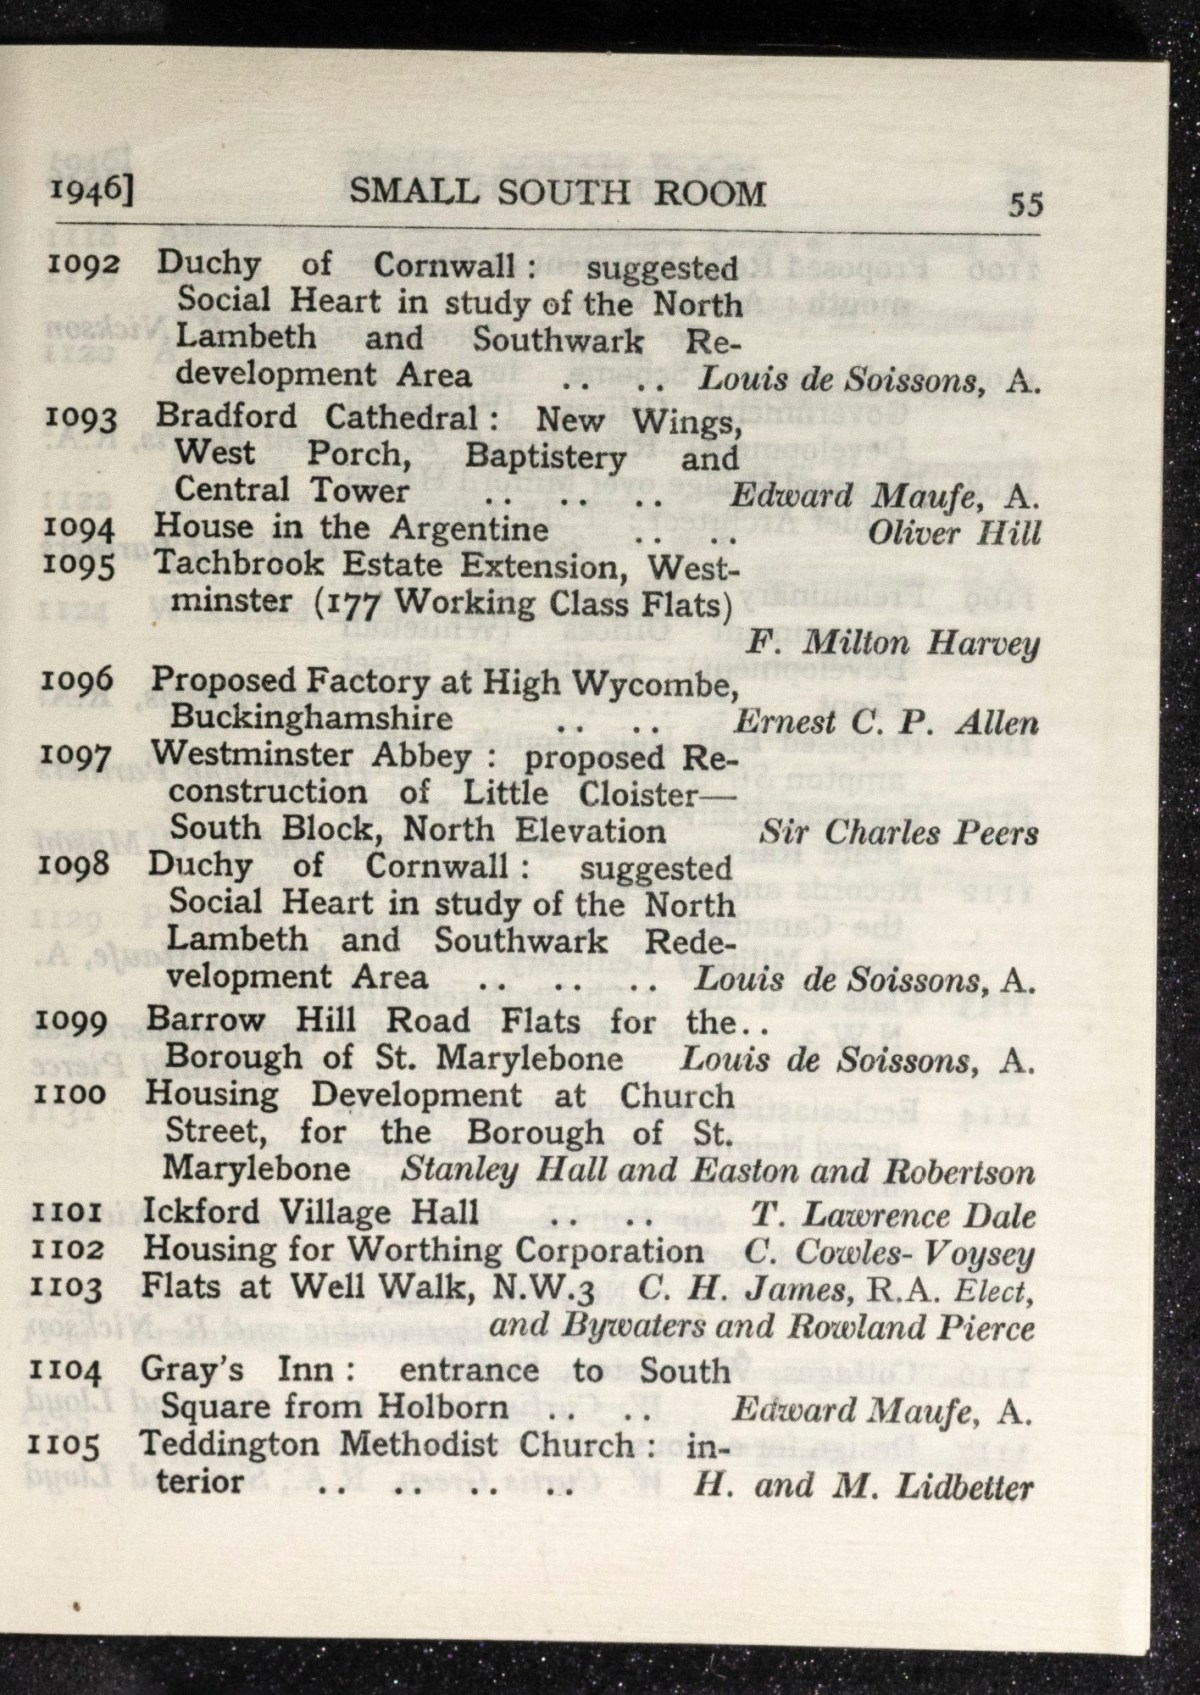 1946] SMALL SOUTH ROOM 55
1092 Duchy of Cornwall : suggested
Social Heart in study of the North
Lambeth and Southwark Re-
development Area .. .. Louis de Soissons, A.
1093 Bradford Cathedral : New Wings,
West Porch, Baptistery and
Central Tower .. .. .. Edward Maufe, A.
1094 House in the Argentine .. .. Oliver Hill
1095 Tachbrook Estate Extension, West-
minster (177 Working Class Flats)
F. Milton Harvey
1096 Proposed Factory at High Wycombe,
Buckinghamshire .. .. Ernest C. P. Allen
1097 Westminster Abbey : proposed Re-
construction of Little Cloister—
South Block, North Elevation Sir Charles Peers
1098 Duchy of Cornwall : suggested
Social Heart in study of the North
Lambeth and Southwark Rede-
velopment Area .. .. .. Louis de Soissons, A.
1099 Barrow Hill Road Flats for the..
Borough of St. Marylebone Louis de Soissons, A.
1100 Housing Development at Church
Street, for the Borough of St.
Marylebone Stanley Hall and Easton and Robertson
1101 Ickford Village Hall .. .. T. Lawrence Dale
1102 Housing for Worthing Corporation C. Cowles-Voysey
1103 Flats at Well Walk, N.W.3 C. H. James, R.A. Elect,
and Bywaters and Rowland Pierce
1104 Gray's Inn : entrance to South
Square from Holborn .. .. Edward Maufe, A.
1105 Teddington Methodist Church : in-
terior .. .. .. .. H. and M. Lidbetter